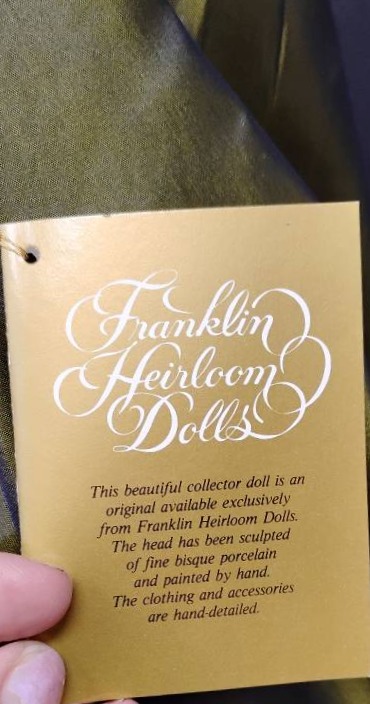 Franklin
Heirloom
Dolls
This beautiful collector doll is an
original available exclusively
from Franklin Heirloom Dolls.
The head has been sculpted
of fine bisque porcelain
and painted by hand.
The clothing and accessories
are hand-detailed.